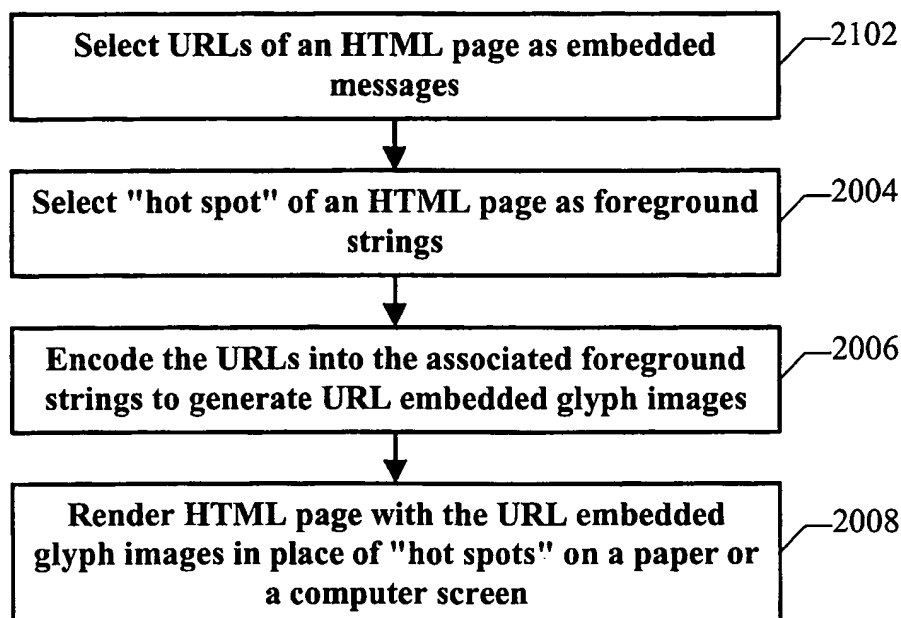 Select URLs of an HTML page as embedded
messages
2102
Select "hot spot" of an HTML page as foreground
strings
2004
Encode the URLs into the associated foreground
strings to generate URL embedded glyph images
2006
Render HTML page with the URL embedded
glyph images in place of "hot spots" on a paper or
a computer screen
2008